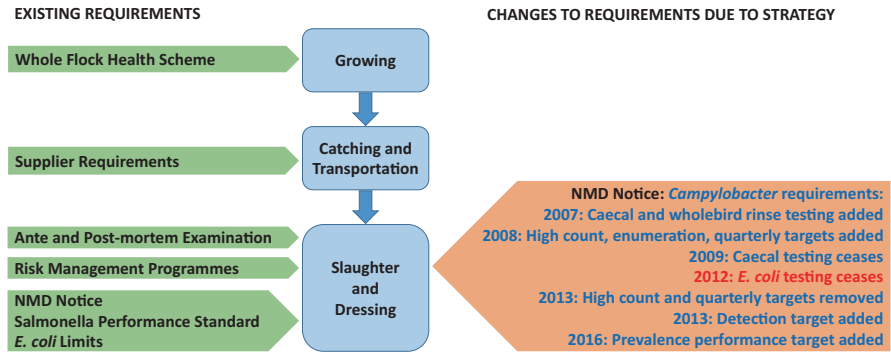 EXISTING REQUIREMENTS
CHANGES TO REQUIREMENTS DUE TO STRATEGY
Whole Flock Health Scheme
Growing
Supplier Requirements
Catching and
Transportation
Ante and Post-mortem Examination
Risk Management Programmes
NMD Notice
Salmonella Performance Standard
E. coli Limits
Slaughter
and
Dressing
NMD Notice: Campylobacter requirements:
2007: Caecal and wholebird rinse testing added
2008: High count, enumeration, quarterly targets added
2009: Caecal testing ceases
2012: E. coli testing ceases
2013: High count and quarterly targets removed
2013: Detection target added
2016: Prevalence performance target added